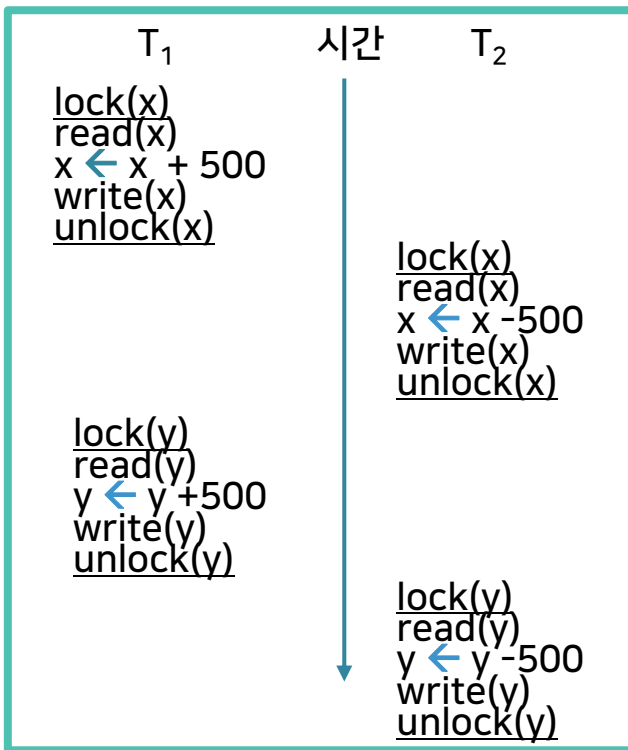 T₁ 시간 T₂
lock(x)
read(x)
x ← x + 500
write(x)
unlock(x)
lock(x)
read(x)
x ← x -500
write(x)
unlock(x)
lock(y)
read(y)
y ← y +500
write(y)
unlock(y)
lock(y)
read(y)
y ← y -500
write(y)
unlock(y)